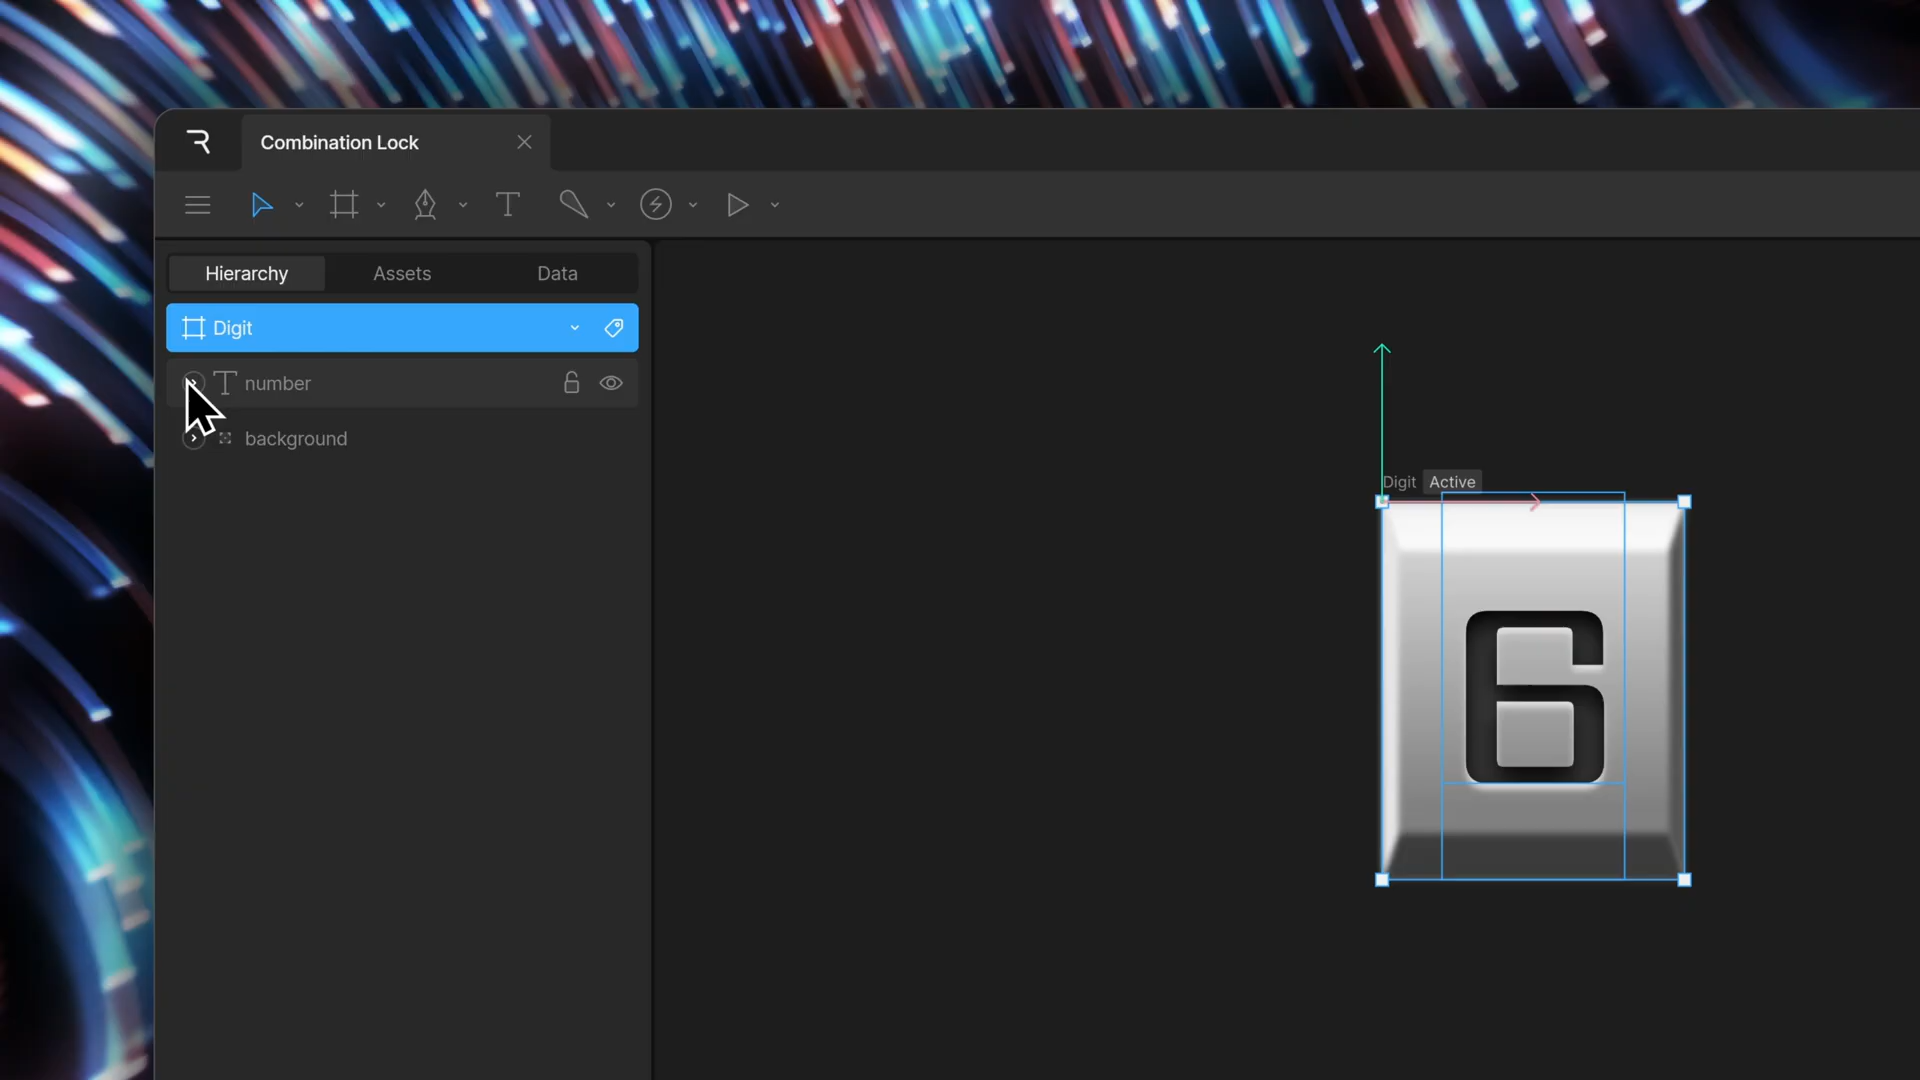 Combination Lock
Hierarchy
Assets
Data
Digit
number
background
Digit
Active
6